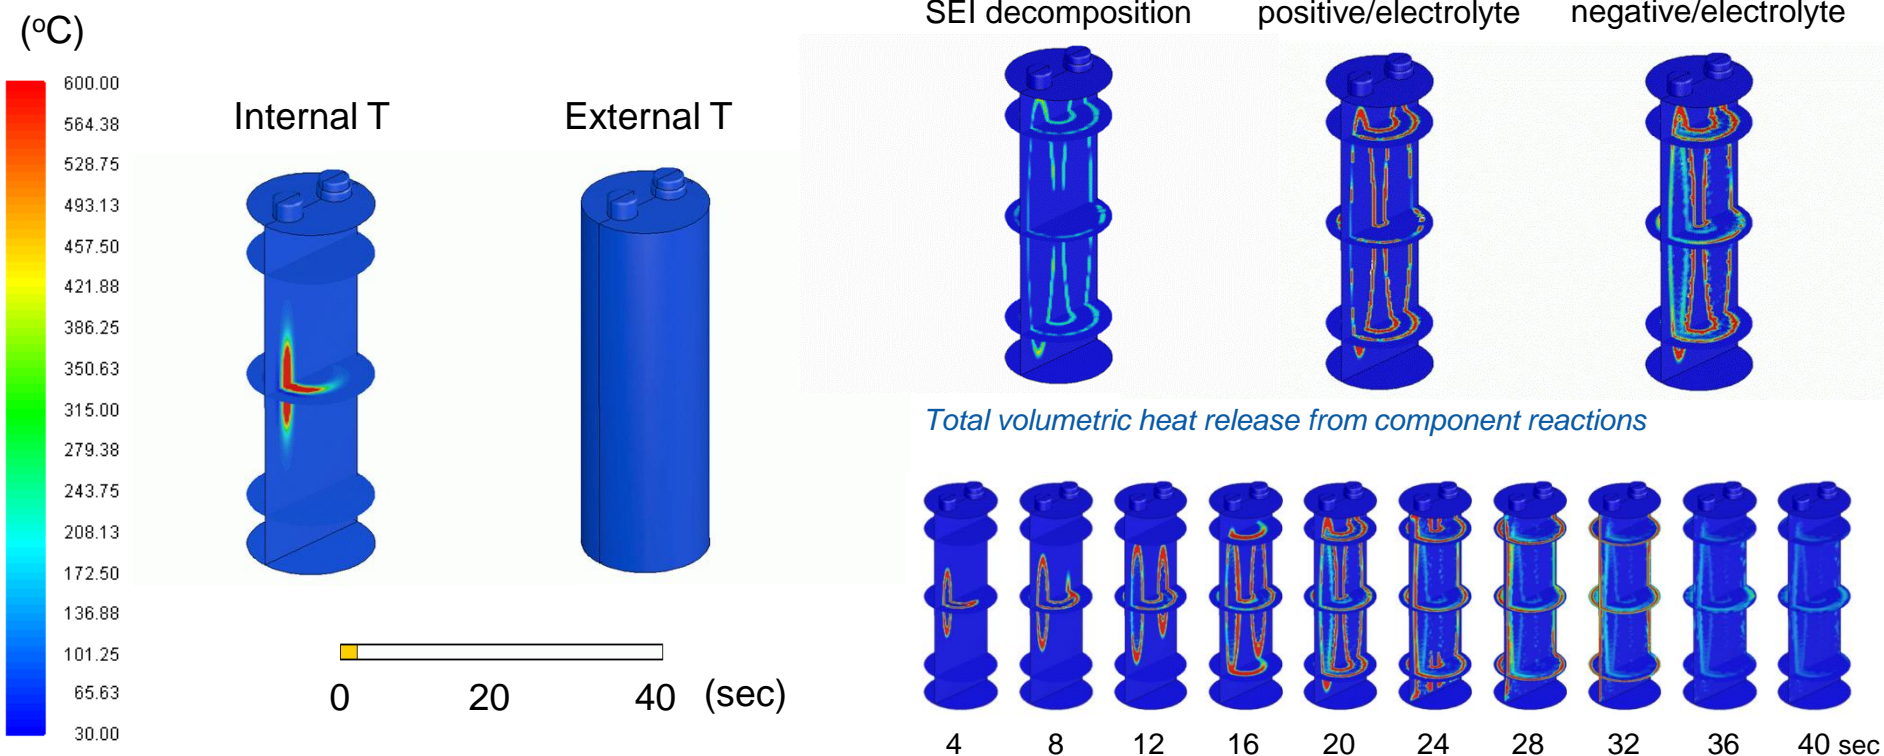 (°C)
600.00
564.38
528.75
493.13
457.50
421.88
386.25
350.63
315.00
279.38
243.75
208.13
172.50
136.88
101.25
65.63
30.00
Internal T
External T
0 20 40 (sec)
SEI decomposition positive/electrolyte negative/electrolyte
Total volumetric heat release from component reactions
4 8 12 16 20 24 28 32 36 40 sec